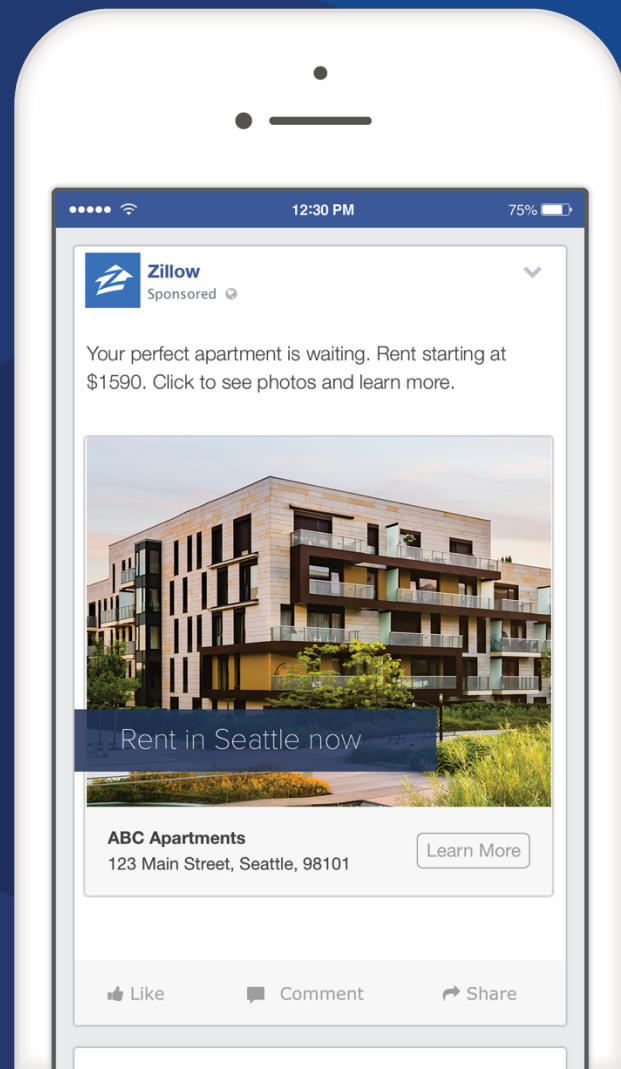 12:30 PM
75%
Zillow
Sponsored
Your perfect apartment is waiting. Rent starting at
$1590. Click to see photos and learn more.
Rent in Seattle now
ABC Apartments
123 Main Street, Seattle, 98101
Learn More
Like
Comment
Share